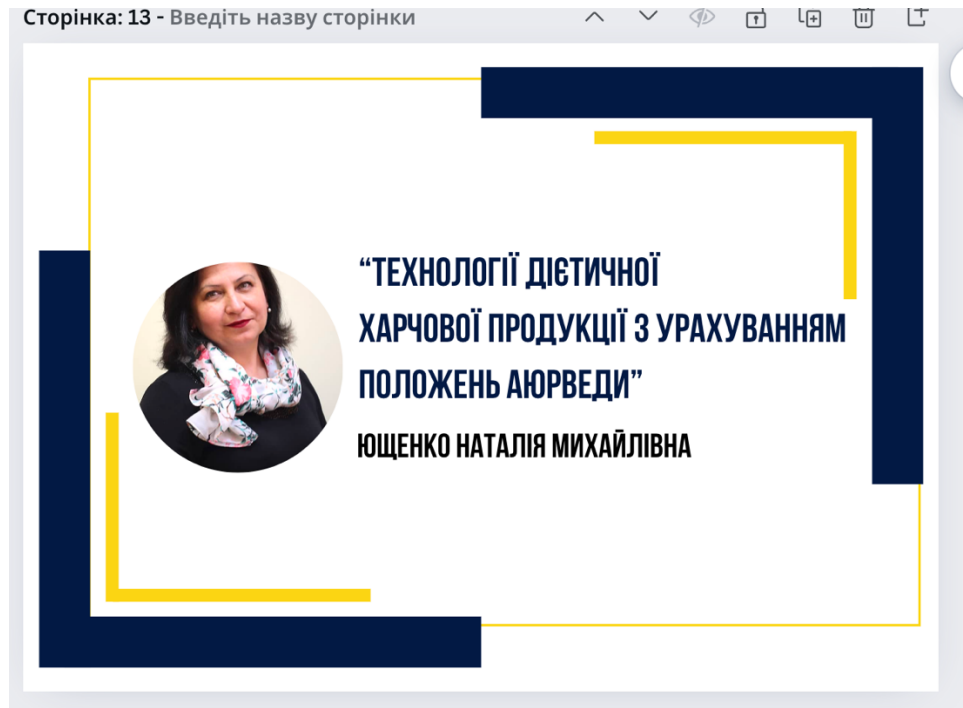 Сторінка: 13 - Введіть назву сторінки
“ТЕХНОЛОГІЇ ДІЄТИЧНОЇ
ХАРЧОВОЇ ПРОДУКЦІЇ З УРАХУВАННЯМ
ПОЛОЖЕНЬ АЮРВЕДИ”
ЮЩЕНКО НАТАЛІЯ МИХАЙЛІВНА